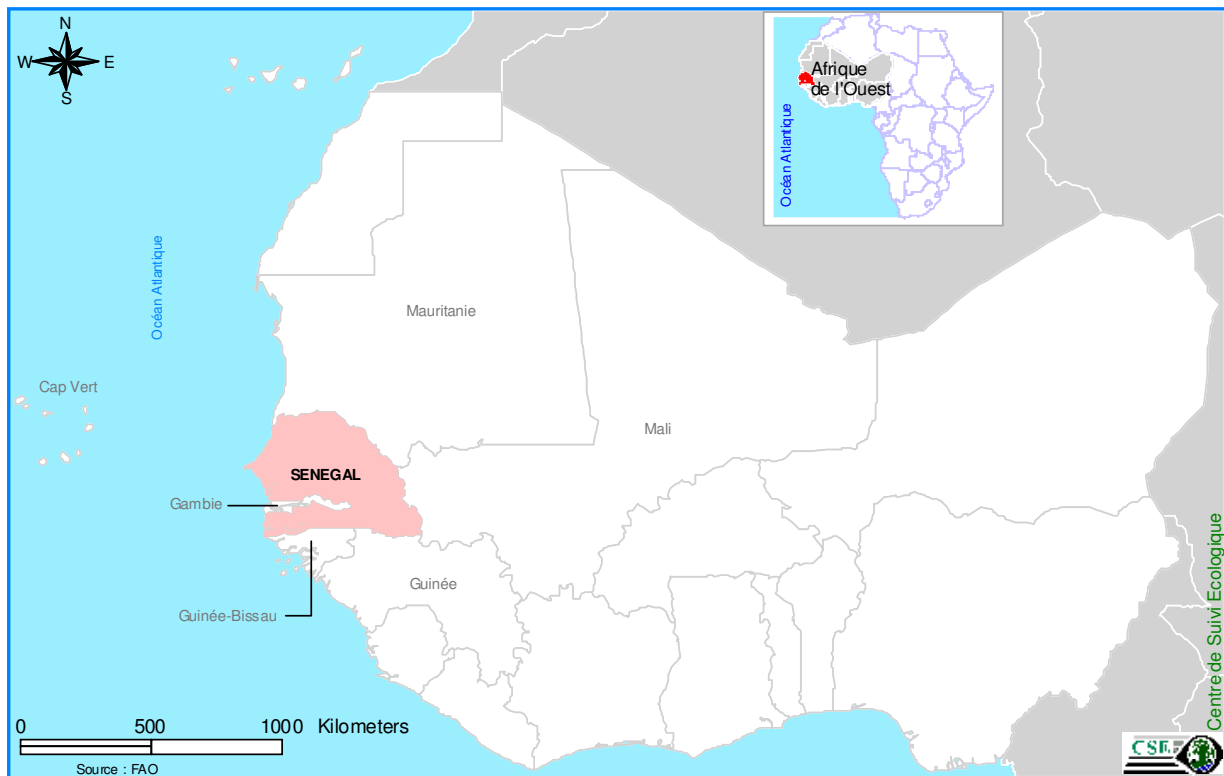 N
W E
S
Afrique
de l'Ouest
Océan Atlantique
Océan Atlantique
Mauritanie
Cap Vert
Mali
SENEGAL
Gambie
Guinée
Guinée-Bissau
Centre de Suivi Ecologique
0 500 1000 Kilometers
Source : FAO
CSE